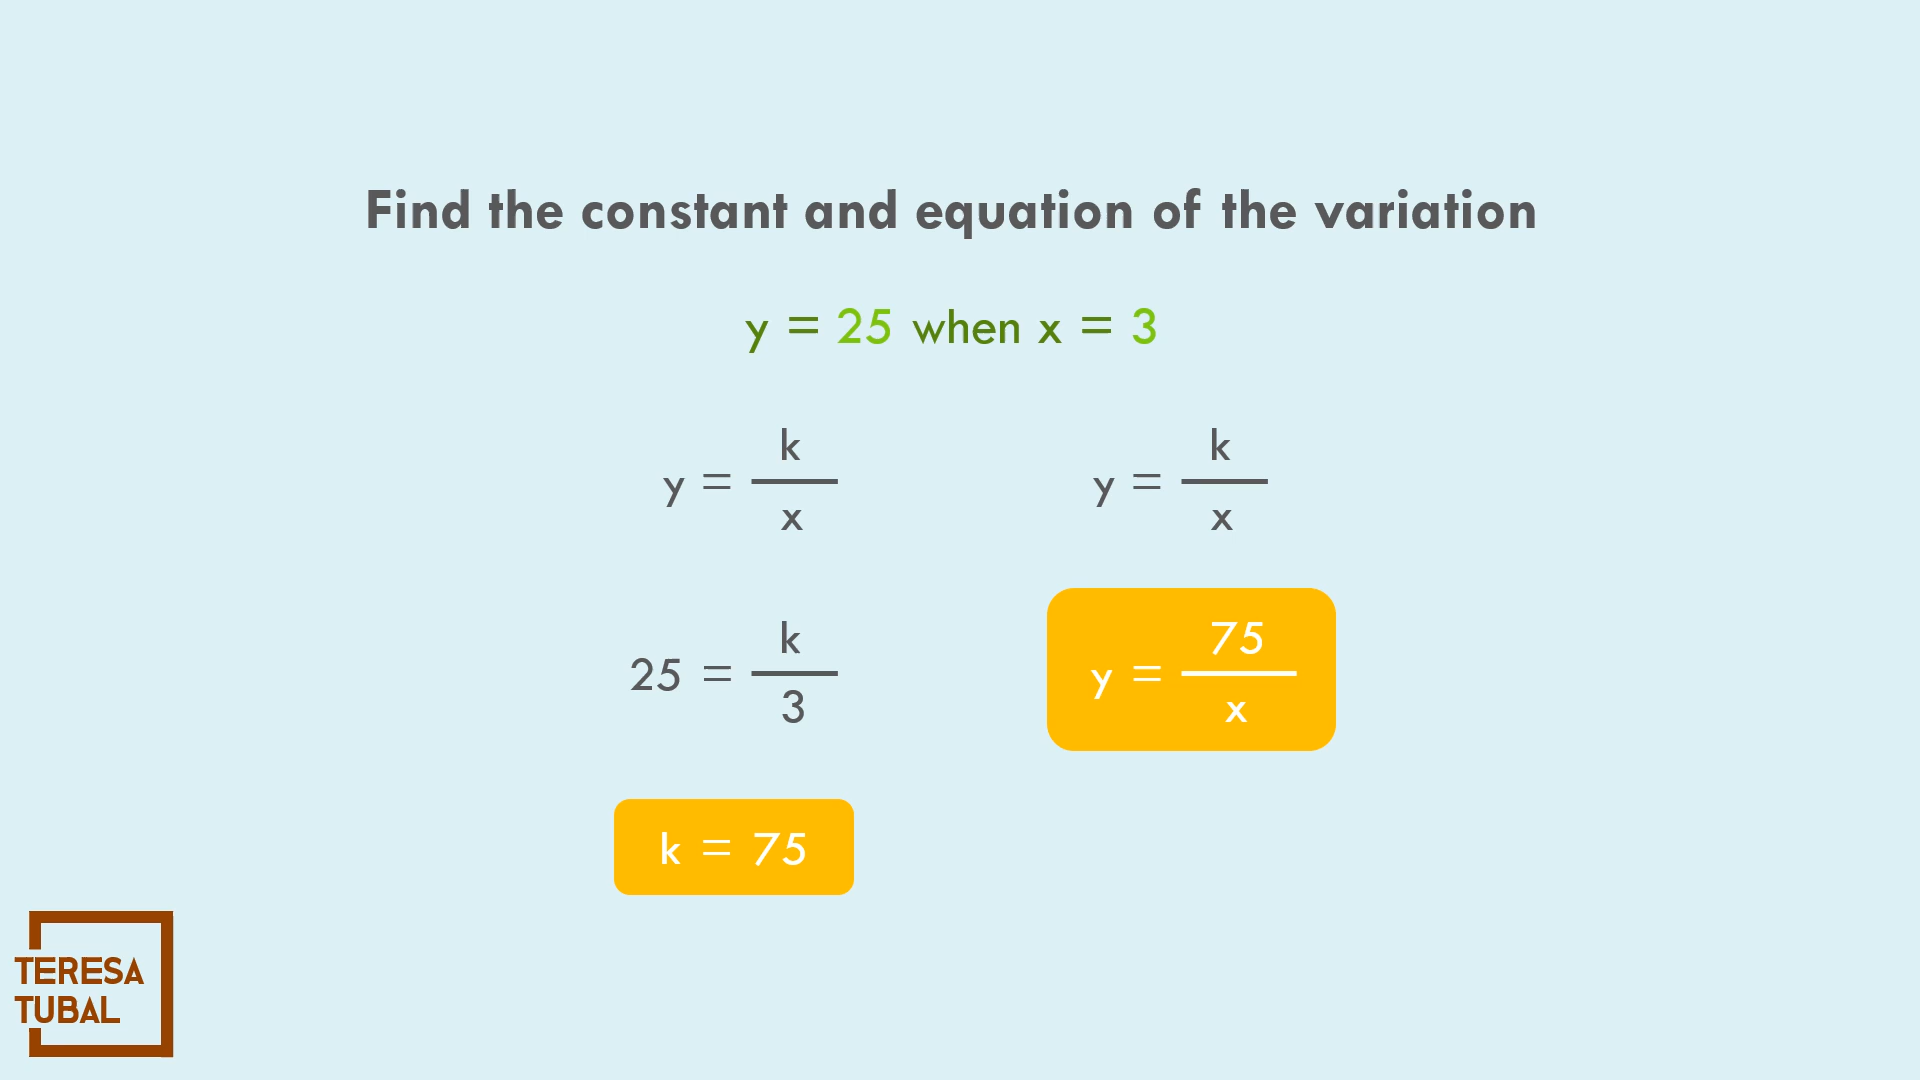 Find the constant and equation of the variation
y = 25 when x = 3
y = k/x
y = k/x
25 = k/3
y = 75/x
k = 75
TERESA
TUBAL